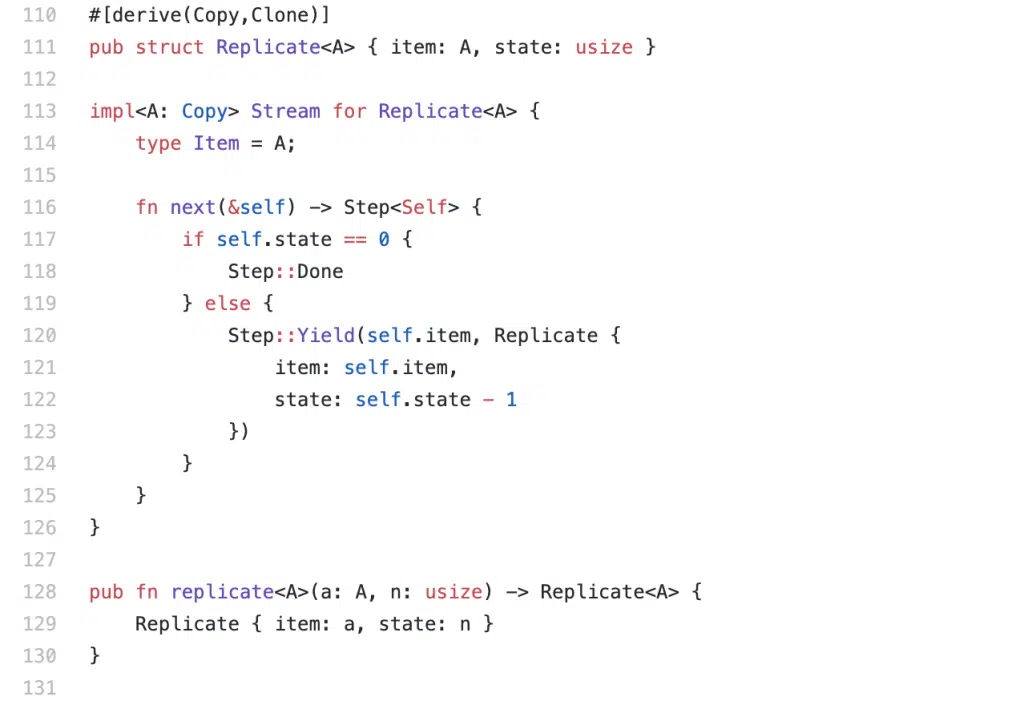 110 #[derive(Copy,Clone)]
111 pub struct Replicate<A> { item: A, state: usize }
112
113 impl<A: Copy> Stream for Replicate<A> {
114     type Item = A;
115
116     fn next(&self) -> Step<Self> {
117         if self.state == 0 {
118             Step::Done
119         } else {
120             Step::Yield(self.item, Replicate {
121                 item: self.item,
122                 state: self.state - 1
123             })
124         }
125     }
126 }
127
128 pub fn replicate<A>(a: A, n: usize) -> Replicate<A> {
129     Replicate { item: a, state: n }
130 }
131